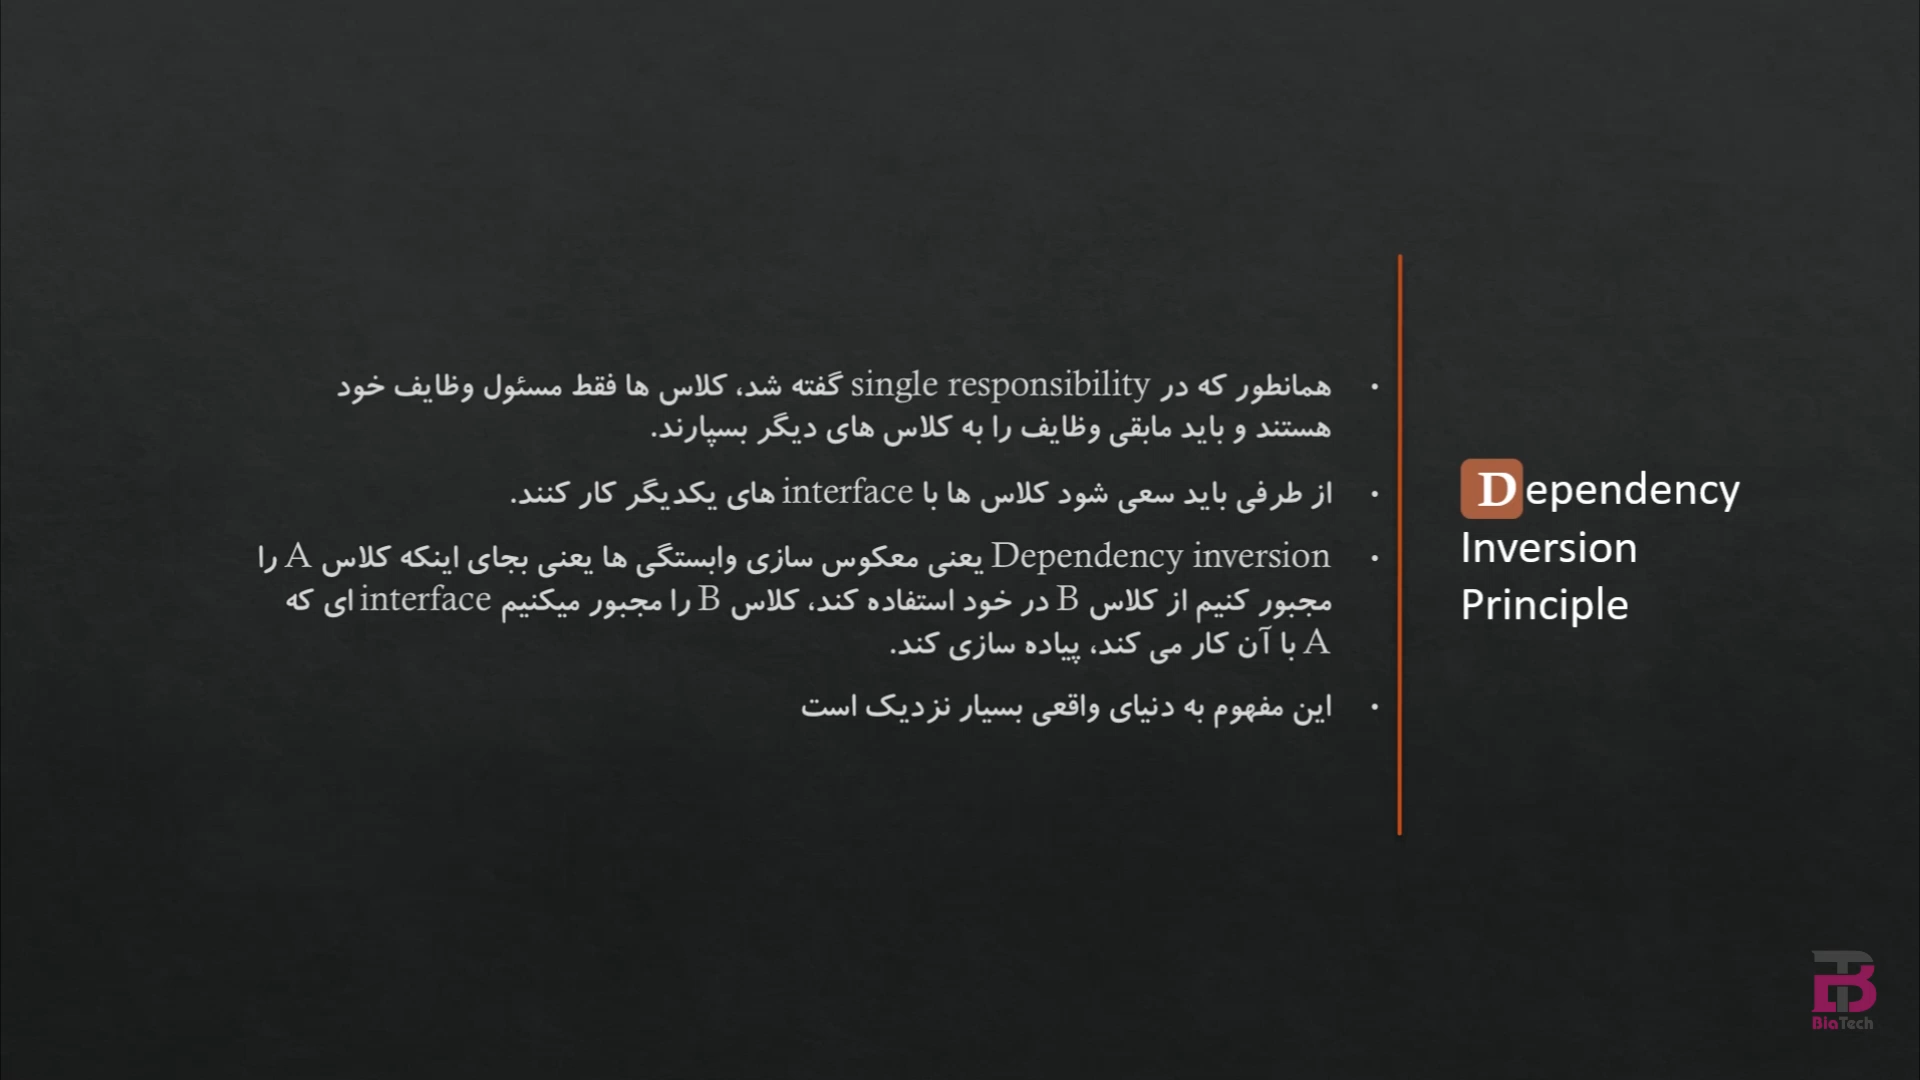 Dependency
Inversion
Principle
• همانطور که در single responsibility گفته شد، کلاس ها فقط مسئول وظایف خود
هستند و باید مابقی وظایف را به کلاس های دیگر بسپارند.
• از طرفی باید سعی شود کلاس ها با interface های یکدیگر کار کنند.
• Dependency inversion یعنی معکوس سازی وابستگی ها یعنی بجای اینکه کلاس A را
مجبور کنیم از کلاس B در خود استفاده کند، کلاس B را مجبور میکنیم interface ای که
A با آن کار می کند، پیاده سازی کند.
• این مفهوم به دنیای واقعی بسیار نزدیک است
BiaTech